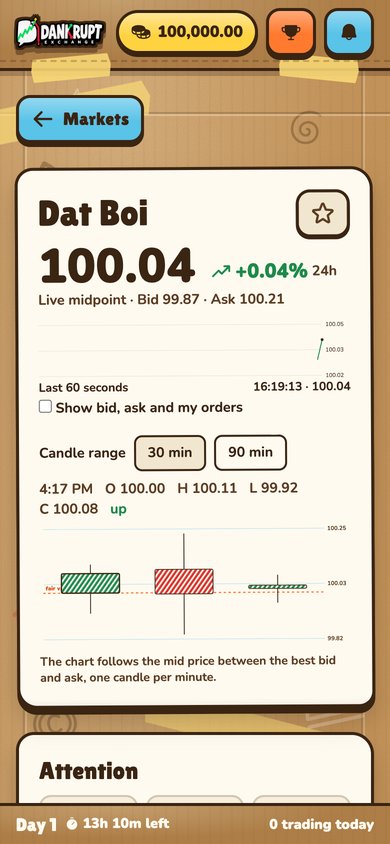 DANKRUPT
EXCHANGE
100,000.00
Markets
Dat Boi
100.04 +0.04% 24h
Live midpoint · Bid 99.87 · Ask 100.21
100.05
100.03
100.02
Last 60 seconds 16:19:13 · 100.04
Show bid, ask and my orders
Candle range 30 min 90 min
4:17 PM O 100.00 H 100.11 L 99.92
C 100.08 up
100.25
100.03
fair
99.82
The chart follows the mid price between the best bid
and ask, one candle per minute.
Attention
Day 1 13h 10m left 0 trading today